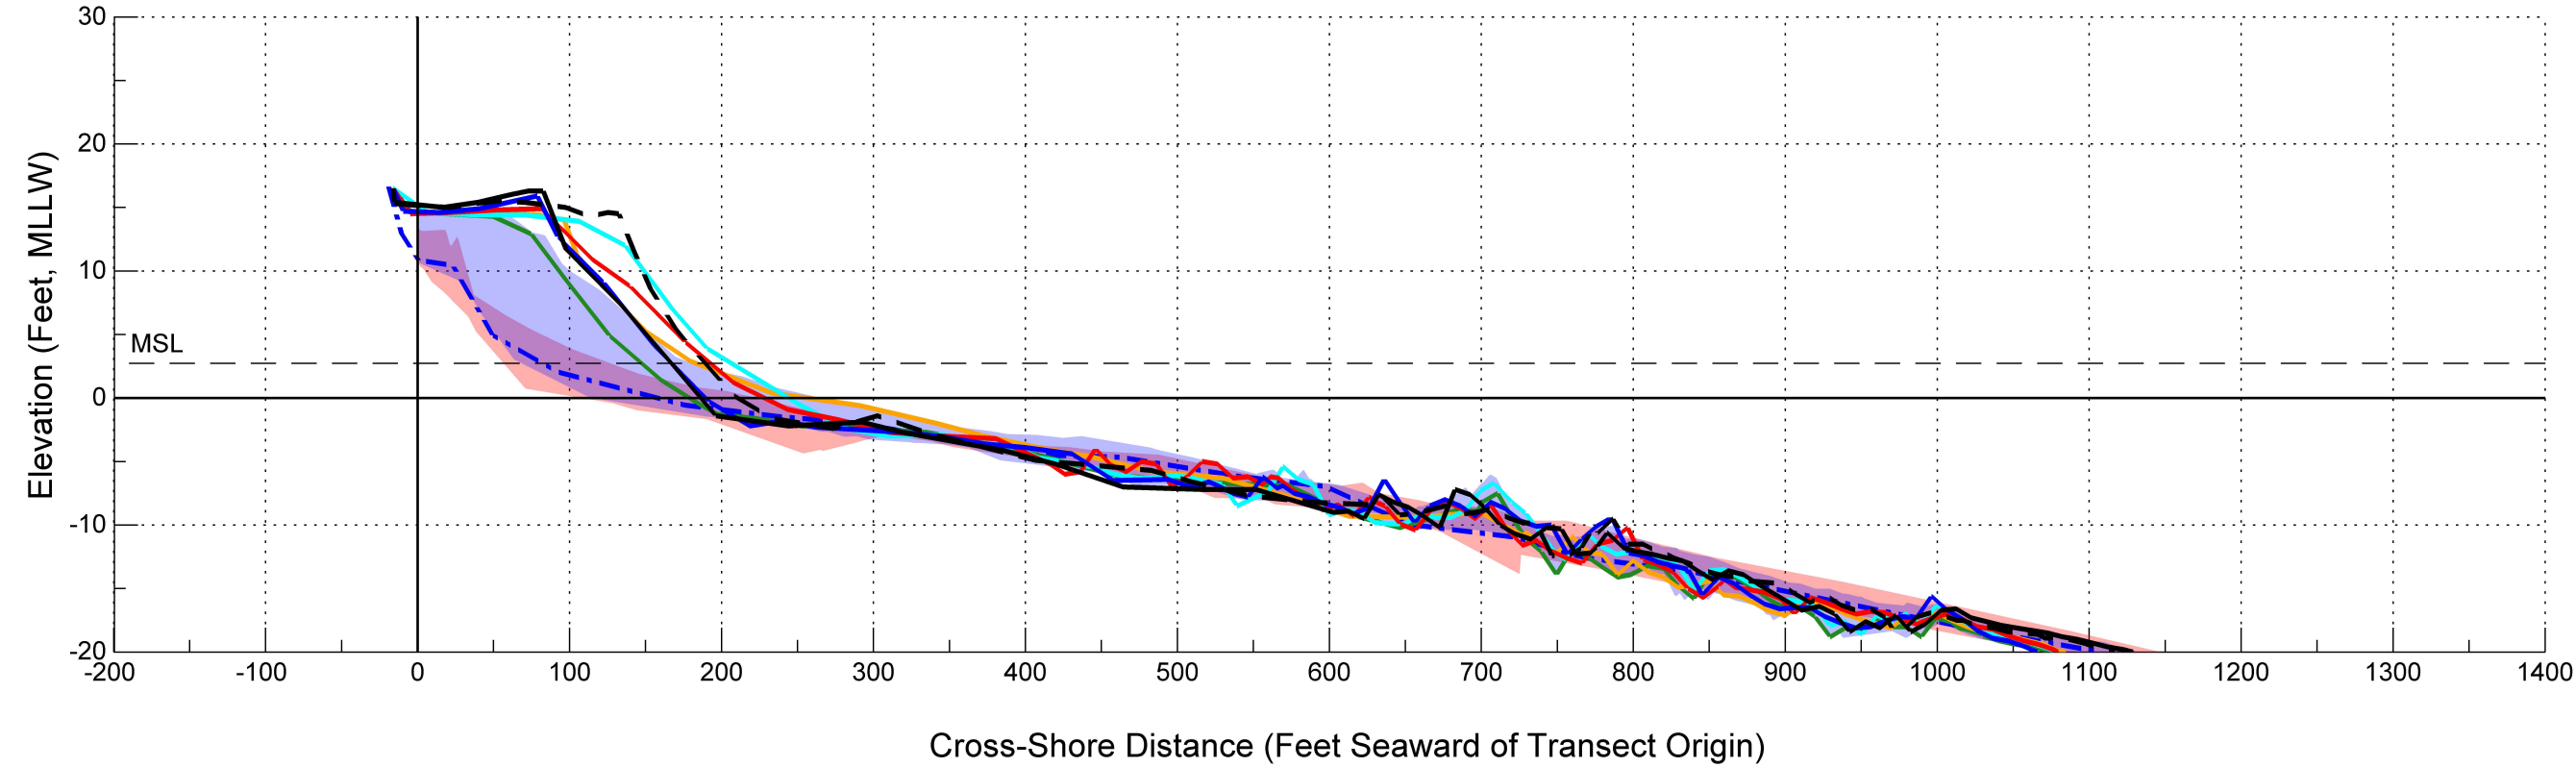 30
20
10
0
-10
-20
Elevation (Feet, MLLW)
MSL
-200 -100 0 100 200 300 400 500 600 700 800 900 1000 1100 1200 1300 1400
Cross-Shore Distance (Feet Seaward of Transect Origin)